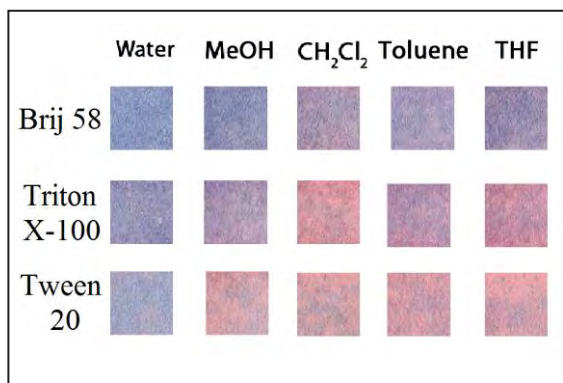 Water MeOH CH₂Cl₂ Toluene THF
Brij 58
Triton
X-100
Tween
20